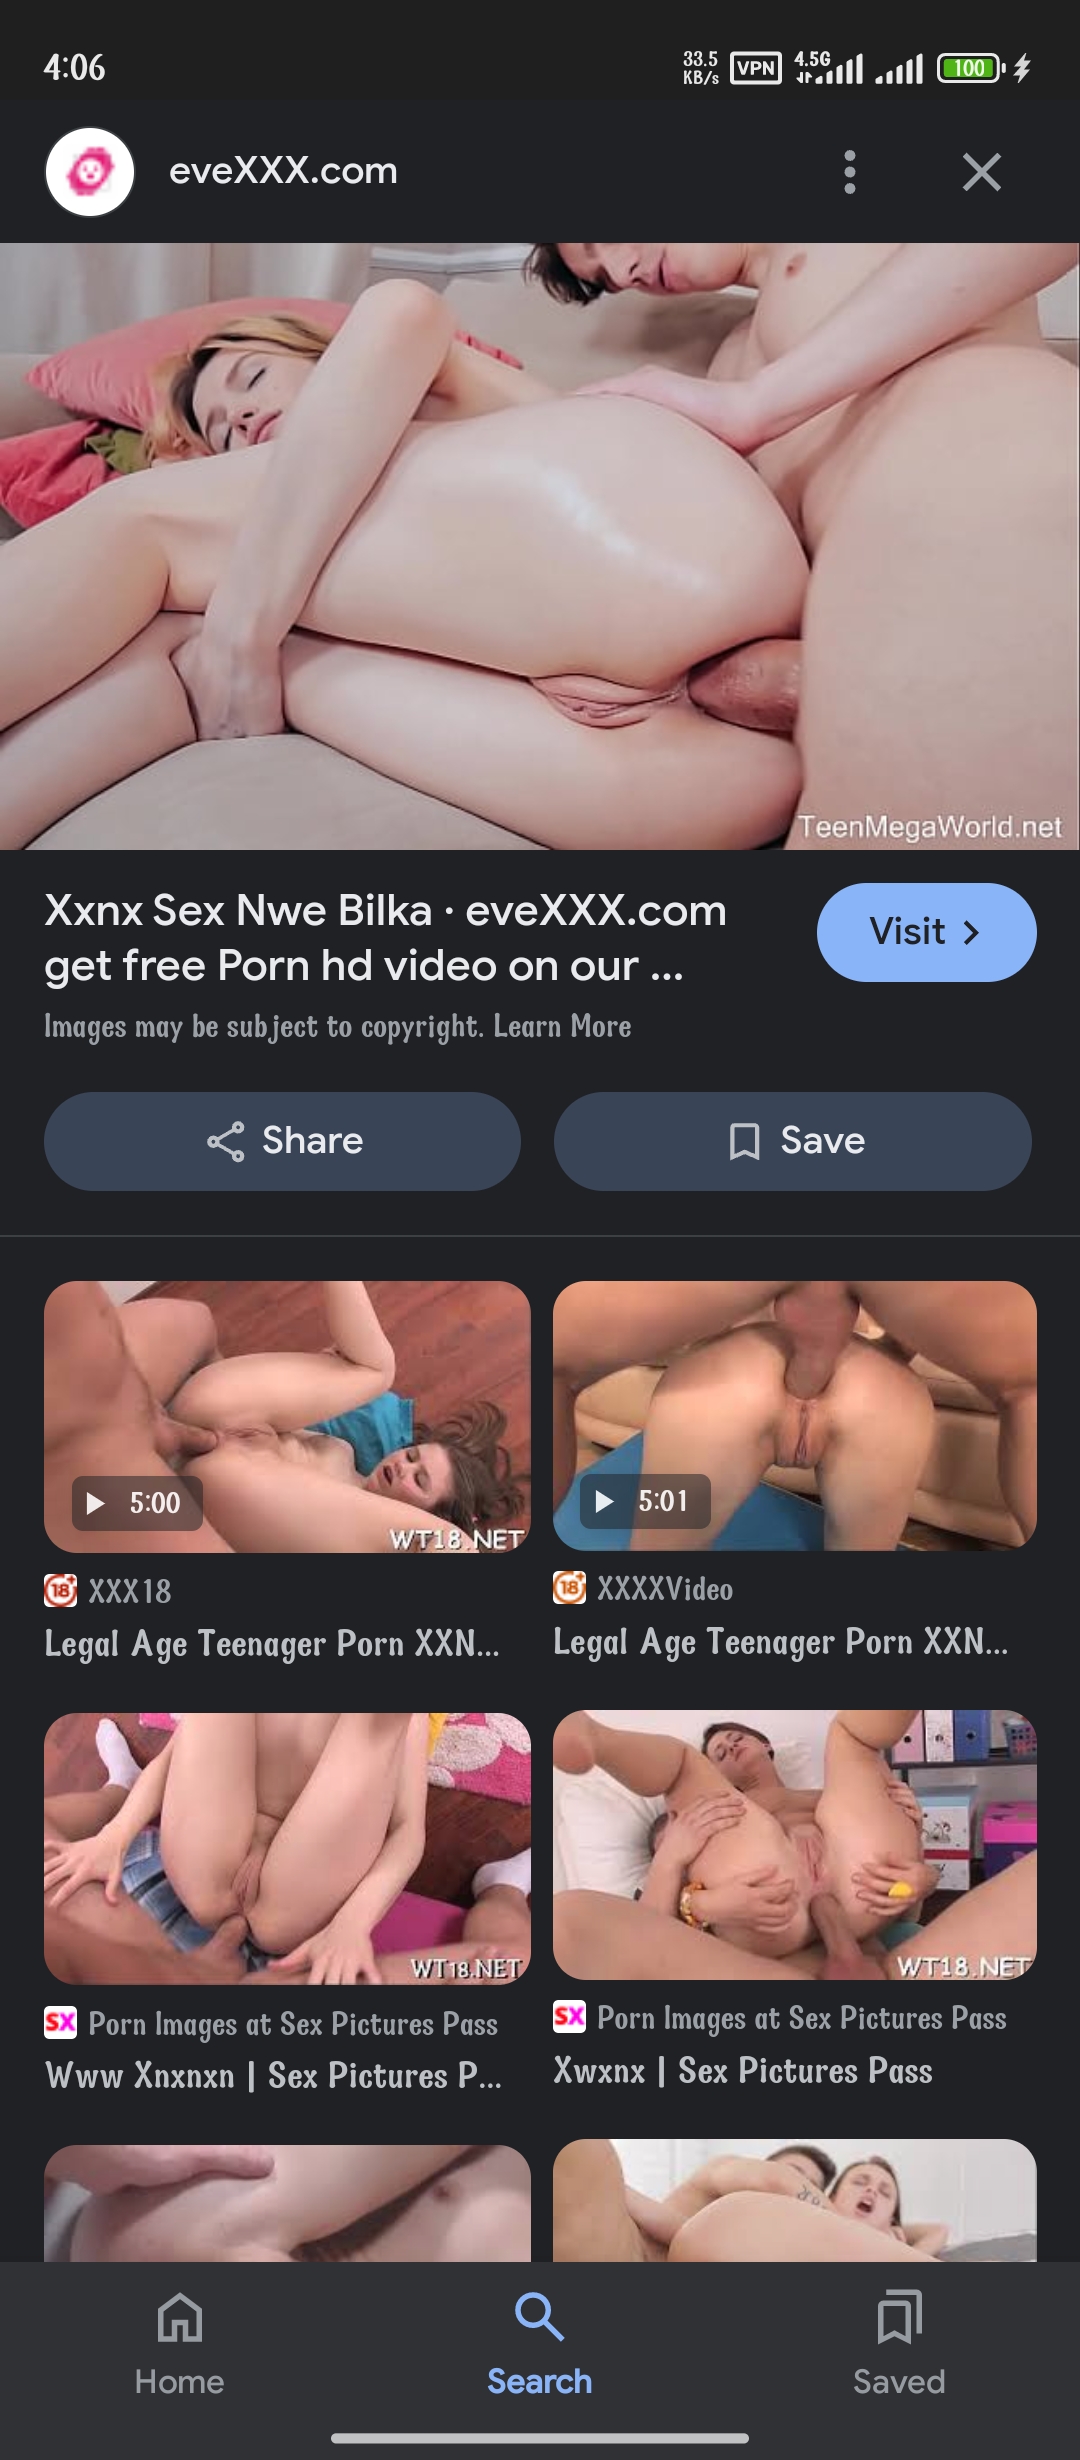 4:06
33.5 KB/s VPN 4.5G 100
eveXXX.com
TeenMegaWorld.net
Xxnx Sex Nwe Bilka · eveXXX.com
get free Porn hd video on our ...
Visit
Images may be subject to copyright. Learn More
Share
Save
5:00
WT18.NET
5:01
18+ XXX18
18+ XXXXVideo
Legal Age Teenager Porn XXN...
Legal Age Teenager Porn XXN...
WT18.NET
WT18.NET
SX Porn Images at Sex Pictures Pass
SX Porn Images at Sex Pictures Pass
Www Xnxnxn | Sex Pictures P...
Xwxnx | Sex Pictures Pass
Home
Search
Saved